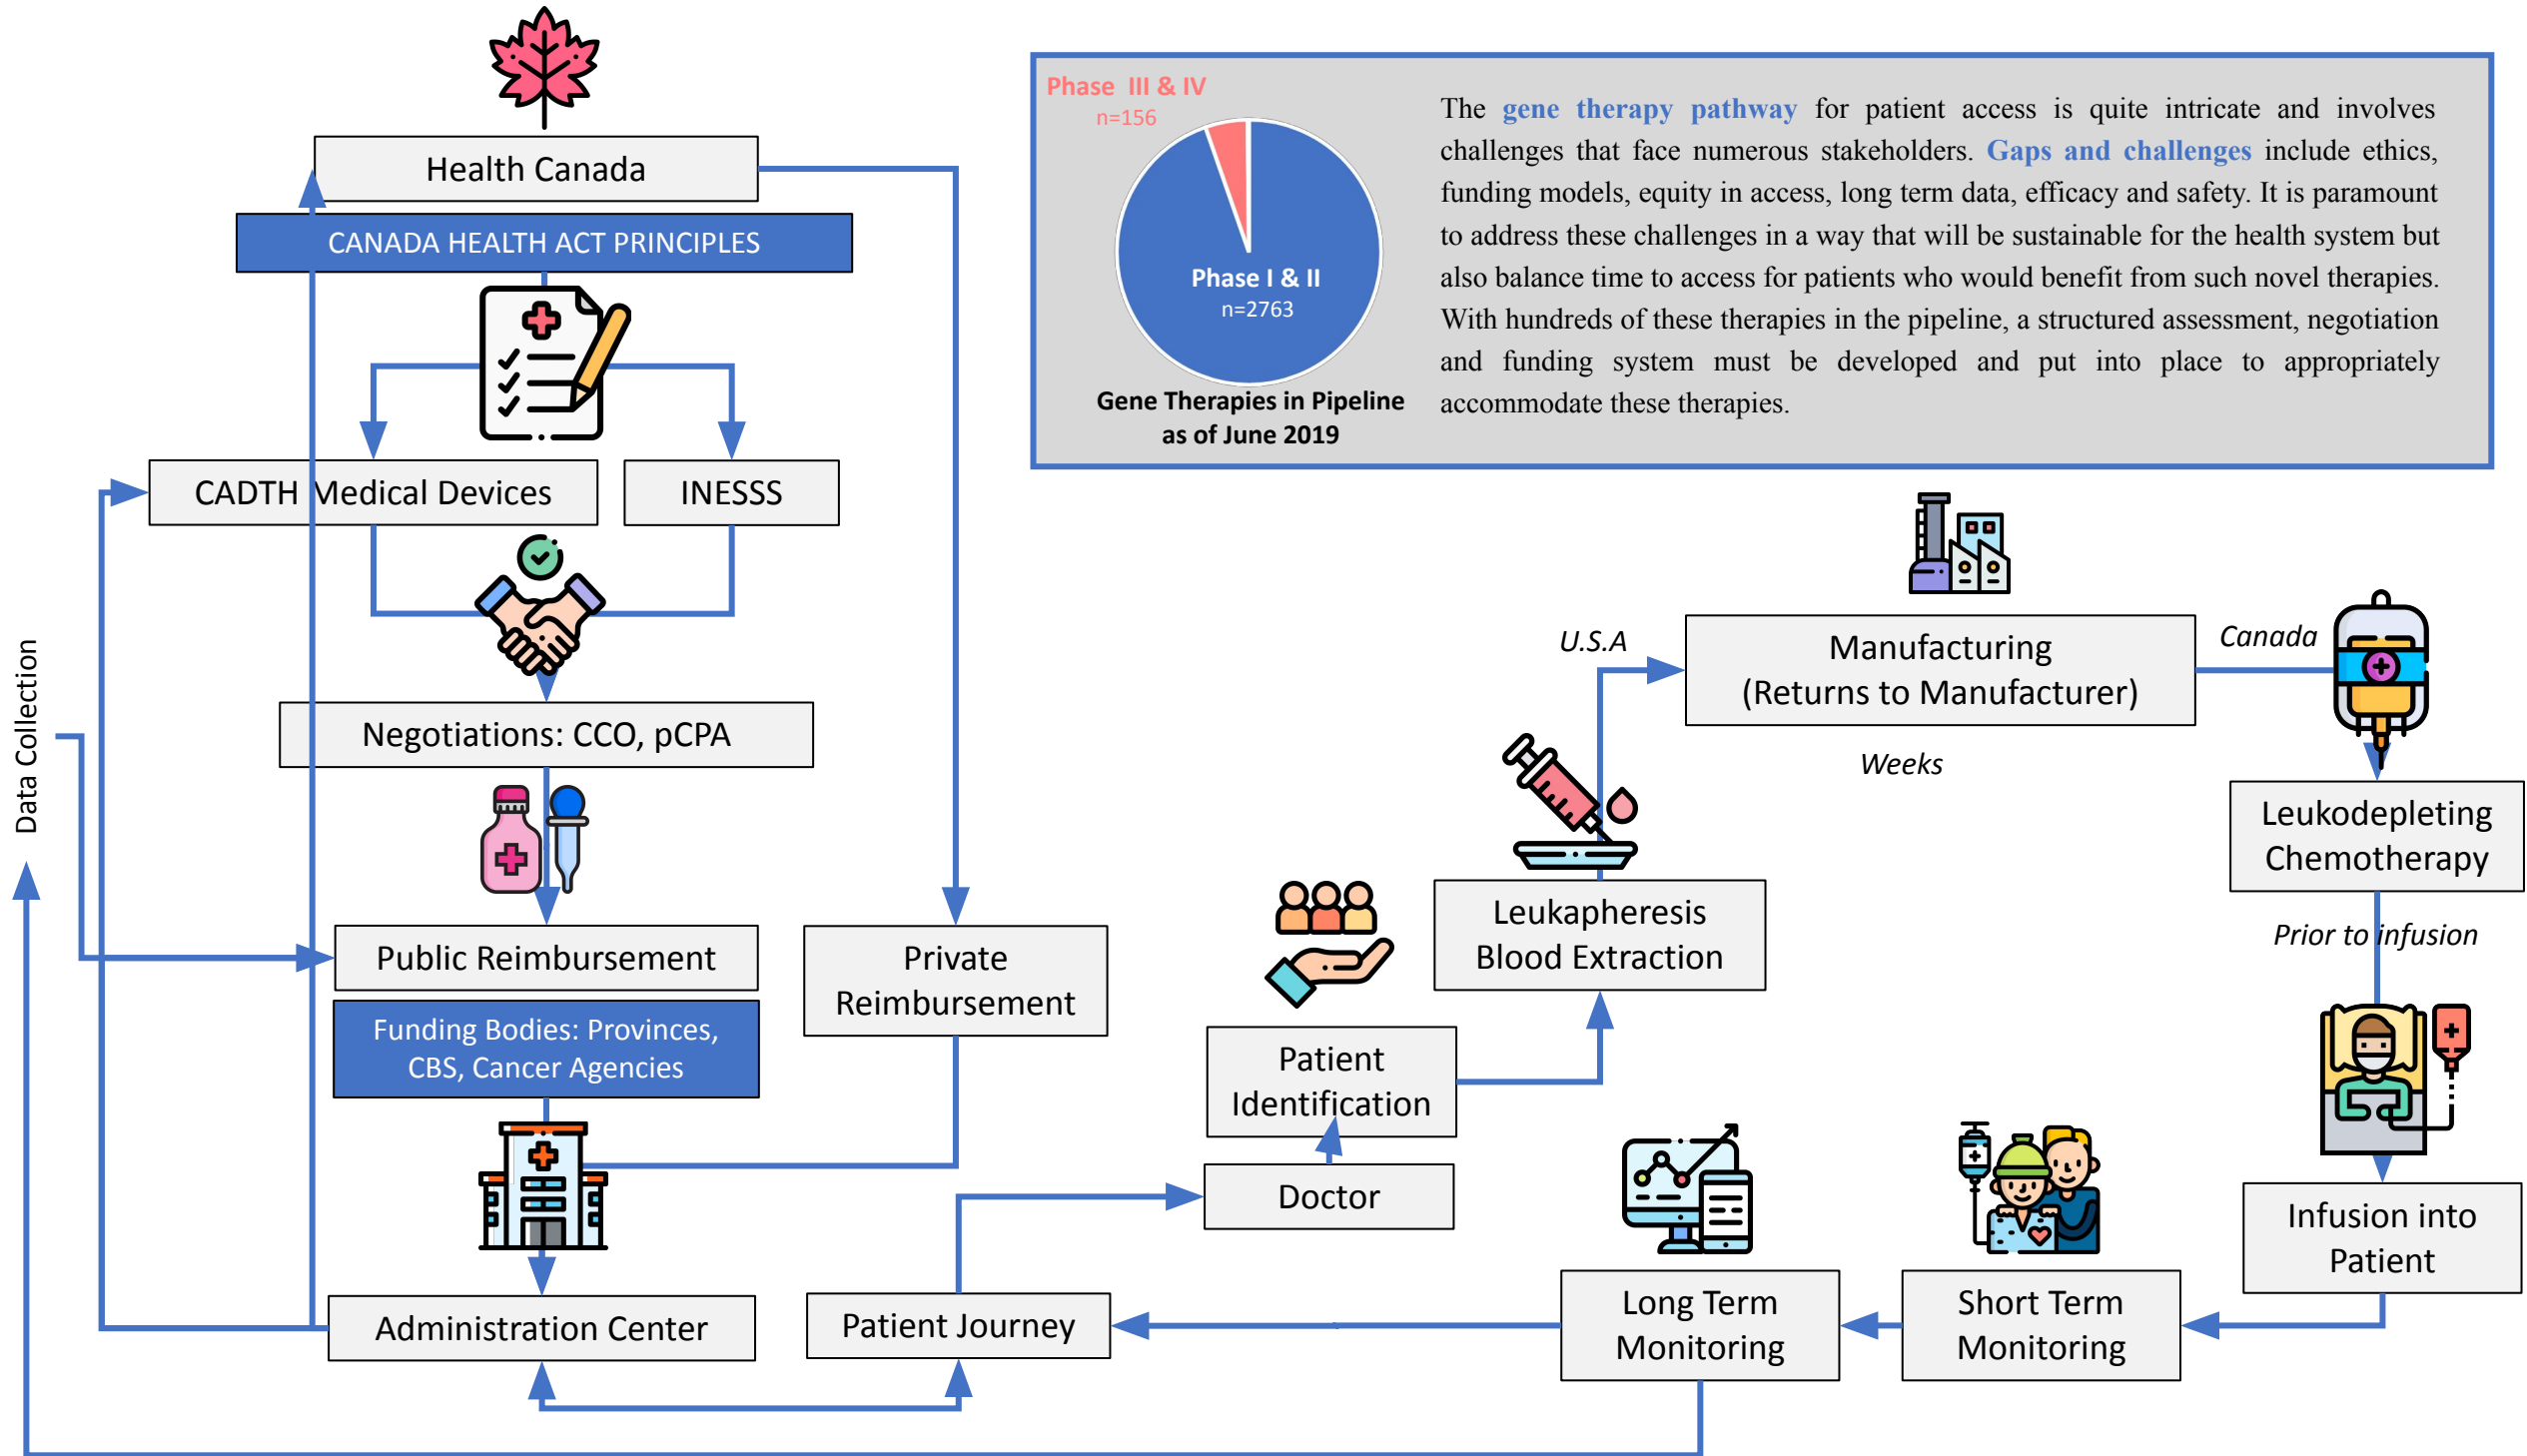 Health Canada
CANADA HEALTH ACT PRINCIPLES
CADTH Medical Devices
INESSS
Negotiations: CCO, pCPA
Data Collection
Public Reimbursement
Funding Bodies: Provinces,
CBS, Cancer Agencies
Private
Reimbursement
Administration Center
Patient Journey
Phase III & IV
n=156
Phase I & II
n=2763
Gene Therapies in Pipeline
as of June 2019
The gene therapy pathway for patient access is quite intricate and involves
challenges that face numerous stakeholders. Gaps and challenges include ethics,
funding models, equity in access, long term data, efficacy and safety. It is paramount
to address these challenges in a way that will be sustainable for the health system but
also balance time to access for patients who would benefit from such novel therapies.
With hundreds of these therapies in the pipeline, a structured assessment, negotiation
and funding system must be developed and put into place to appropriately
accommodate these therapies.
Doctor
Patient
Identification
Leukapheresis
Blood Extraction
U.S.A
Manufacturing
(Returns to Manufacturer)
Weeks
Canada
Leukodepleting
Chemotherapy
Prior to infusion
Infusion into
Patient
Short Term
Monitoring
Long Term
Monitoring